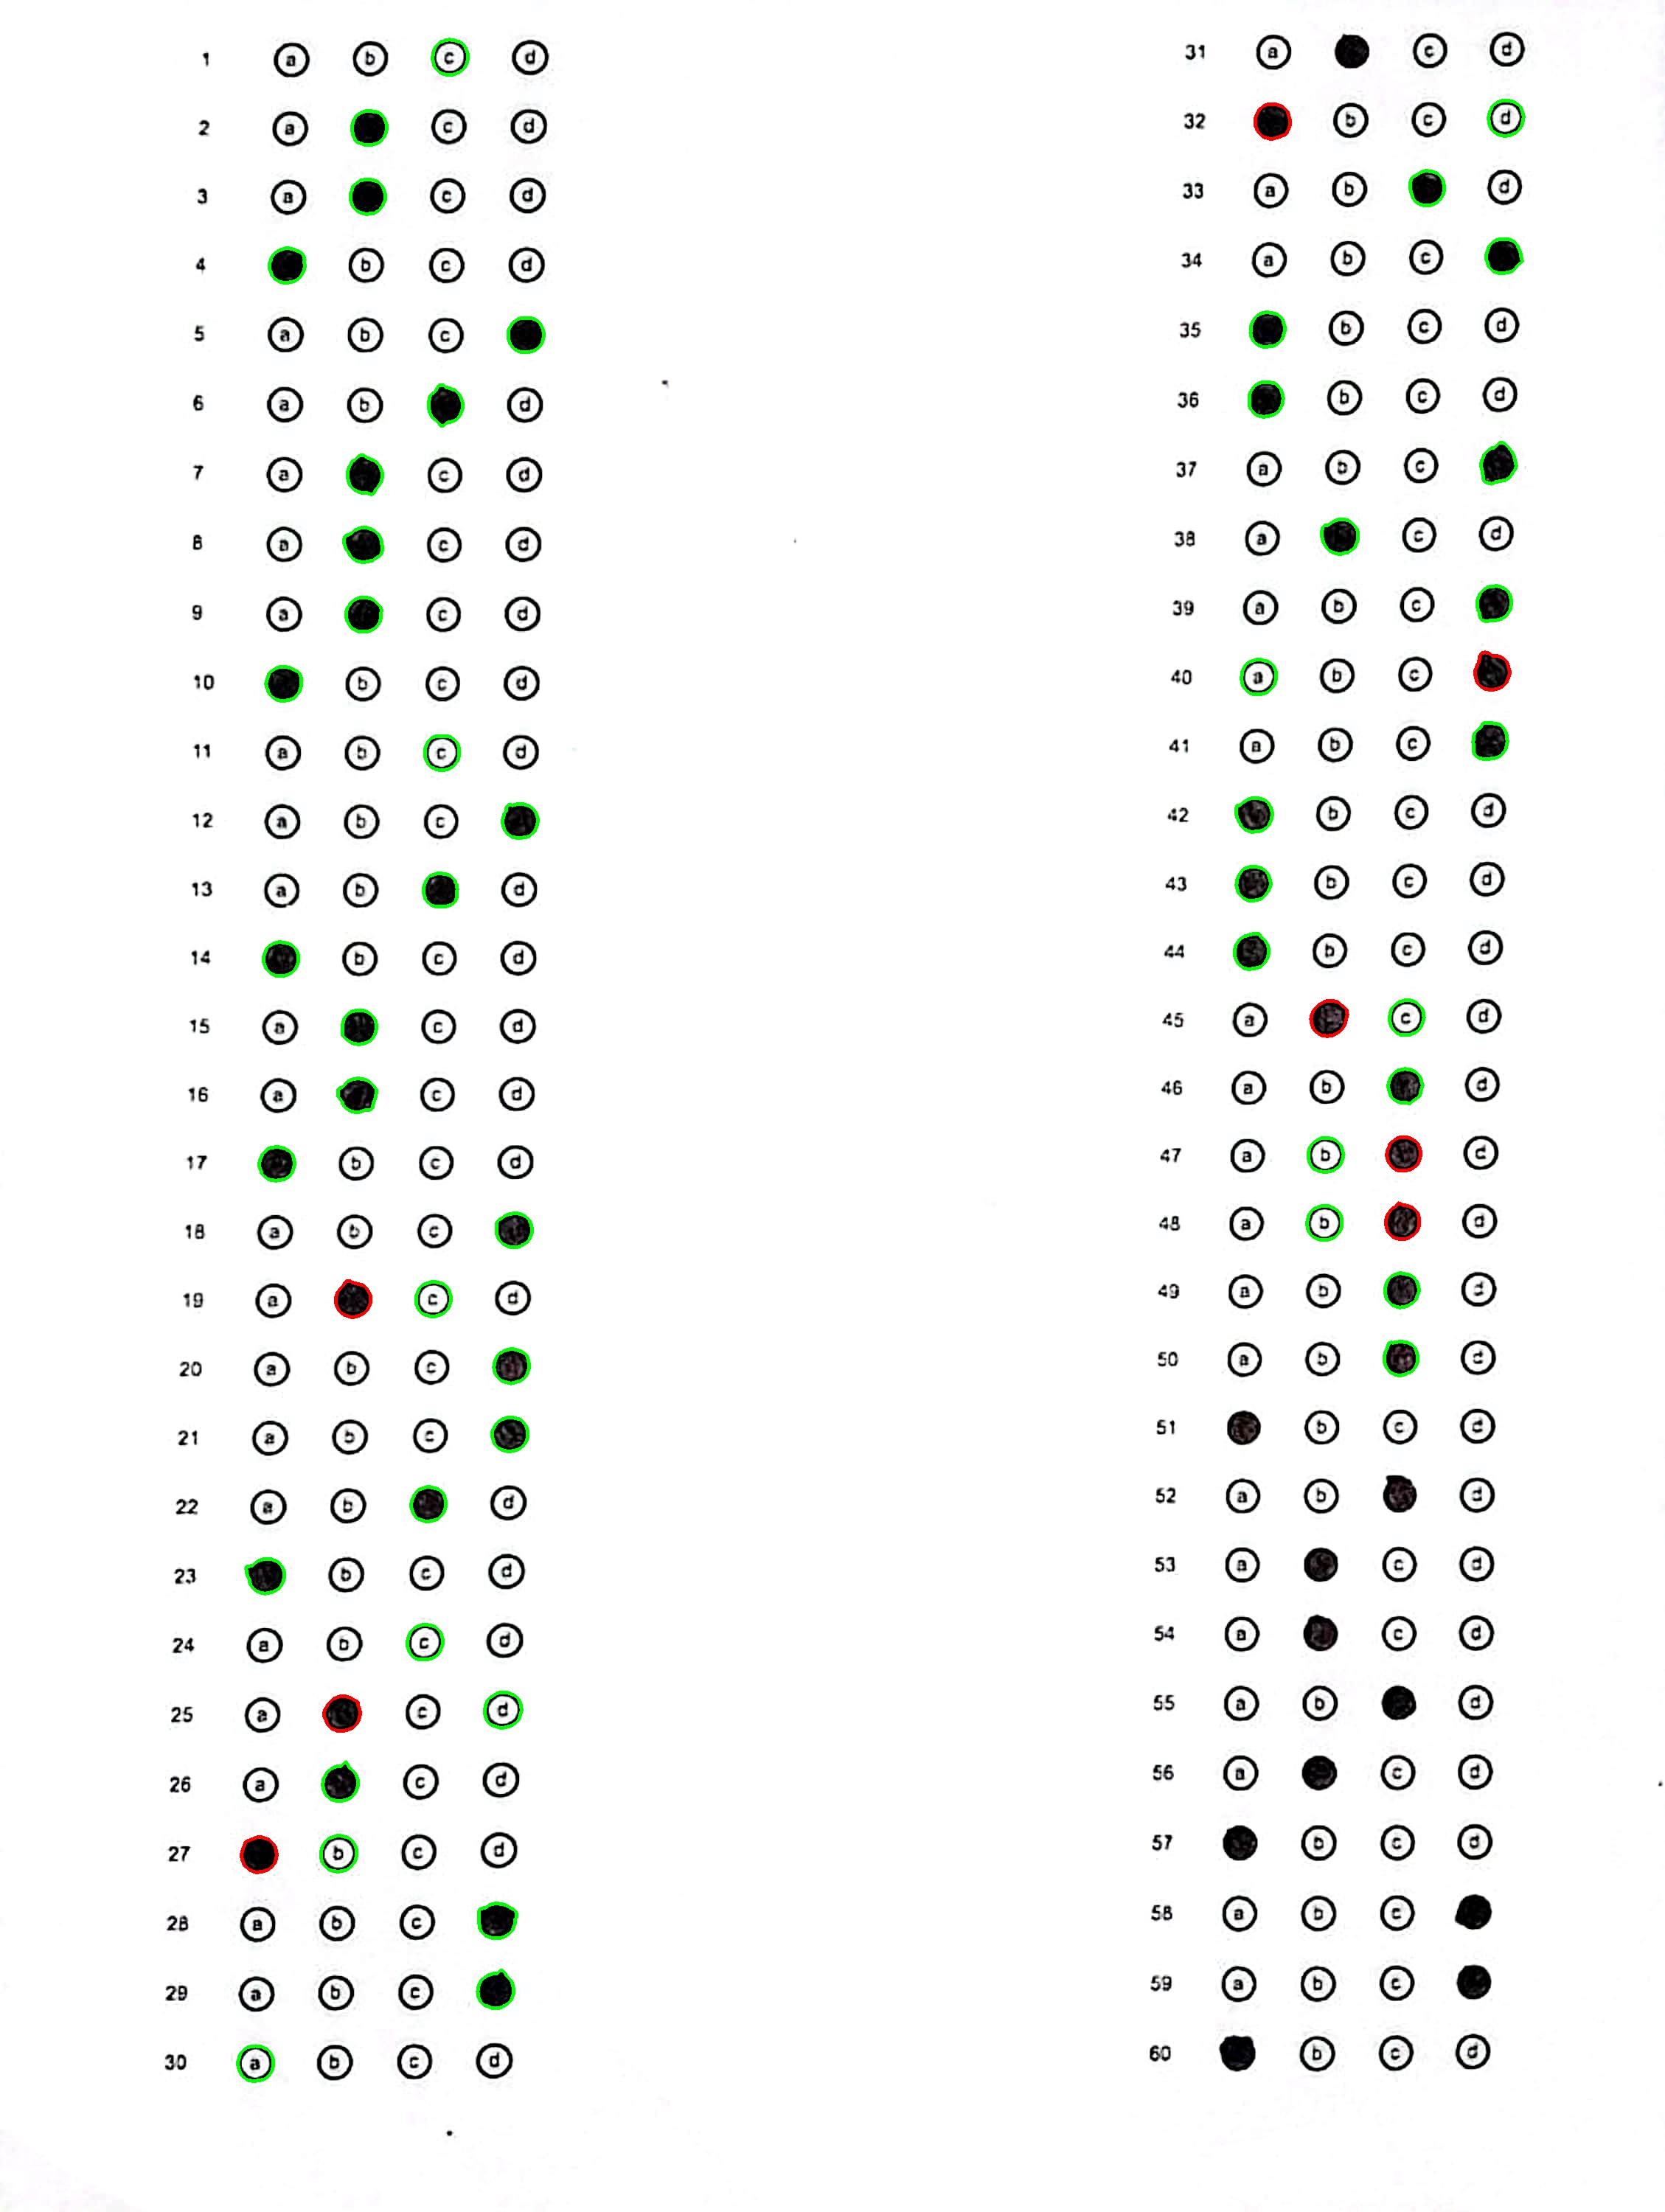 1 a b c d
2 a c d
3 a c d
4 b c d
5 a b c
6 a b d
7 a c d
8 a c d
9 a c d
10 b c d
11 a b c d
12 a b c
13 a b d
14 b c d
15 a c d
16 a c d
17 b c d
18 a b c
19 a c d
20 a b c
21 a b c
22 a b d
23 b c d
24 a b c d
25 a c d
26 a c d
27 b c d
28 a b c
29 a b c
30 a b c d
31 a c d
32 b c d
33 a b d
34 a b c
35 b c d
36 b c d
37 a b c
38 a c d
39 a b c
40 a b c
41 a b c
42 b c d
43 b c d
44 b c d
45 a c d
46 a b d
47 a b d
48 a b d
49 a b d
50 a b d
51 b c d
52 a b d
53 a c d
54 a c d
55 a b d
56 a c d
57 b c d
58 a b c
59 a b c
60 b c d